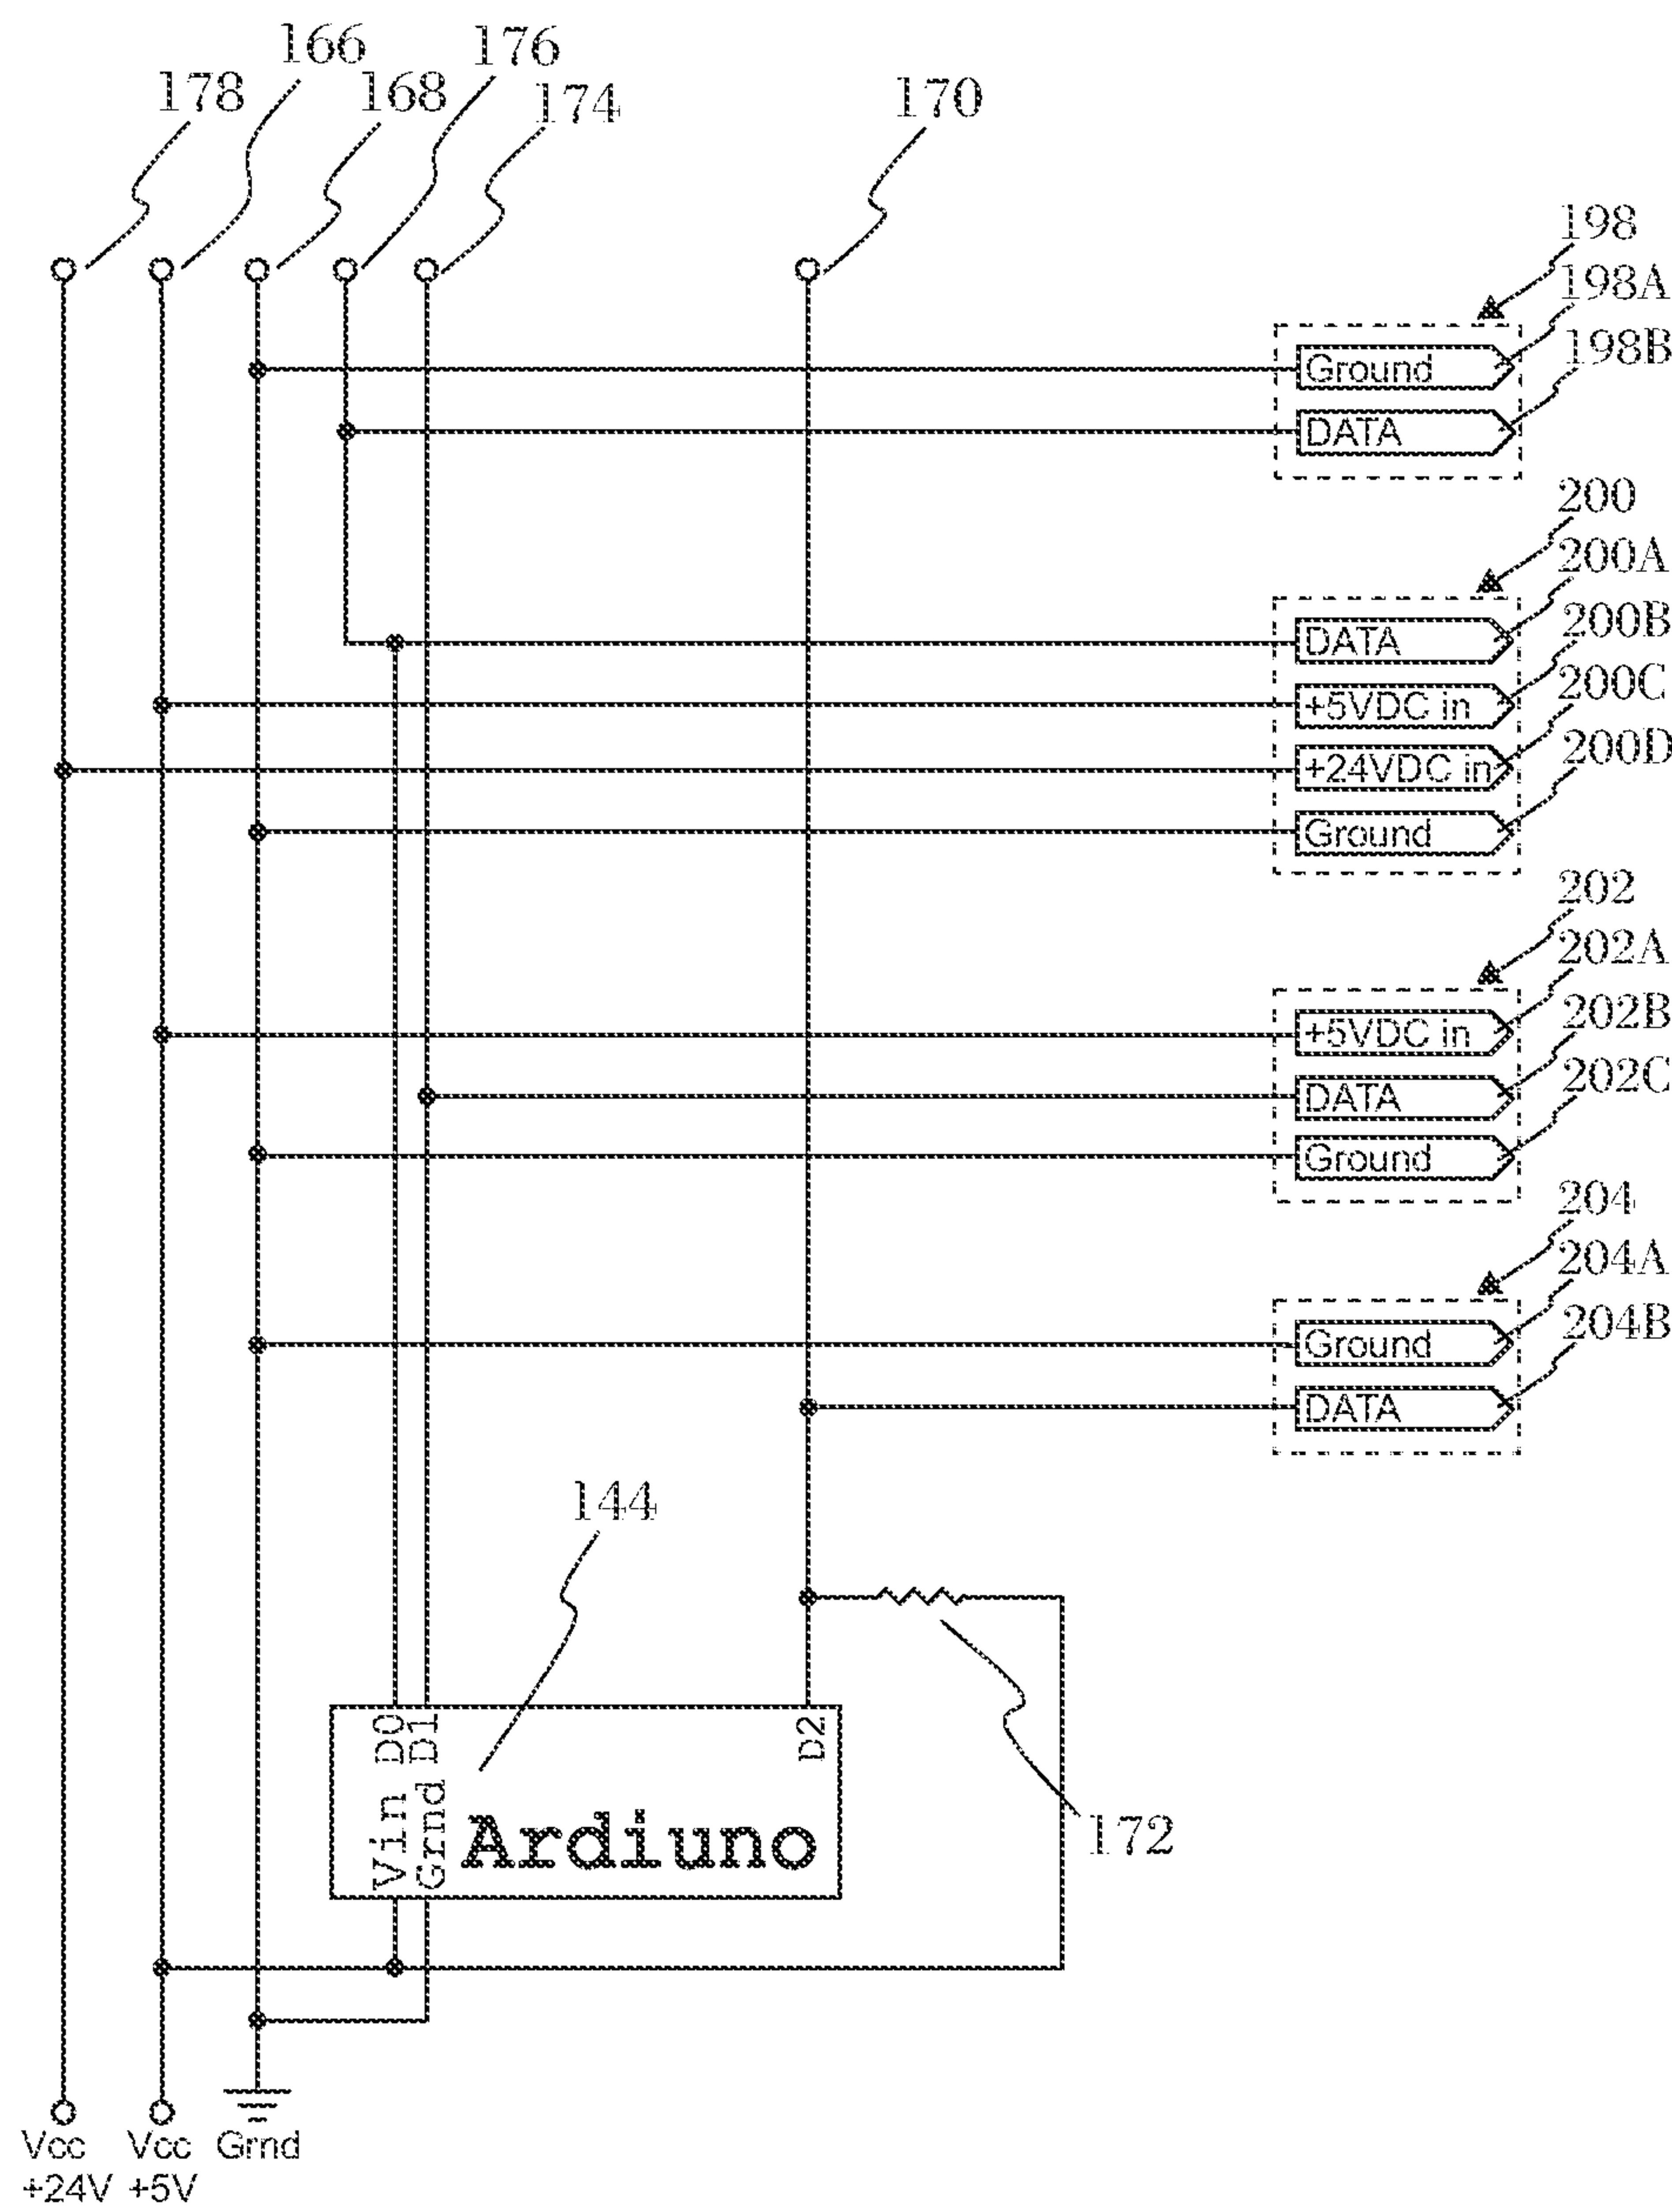 166 176
178 168 174 170
198
198A
Ground
198B
DATA
200
200A
DATA
200B
+5VDC in
200C
+24VDC in
200D
Ground
202
202A
+5VDC in
202B
DATA
202C
Ground
204
204A
Ground
204B
DATA
144
D0
D1
D2
Vin
Grnd
Ardiuno
172
Vcc Vcc Grnd
+24V +5V